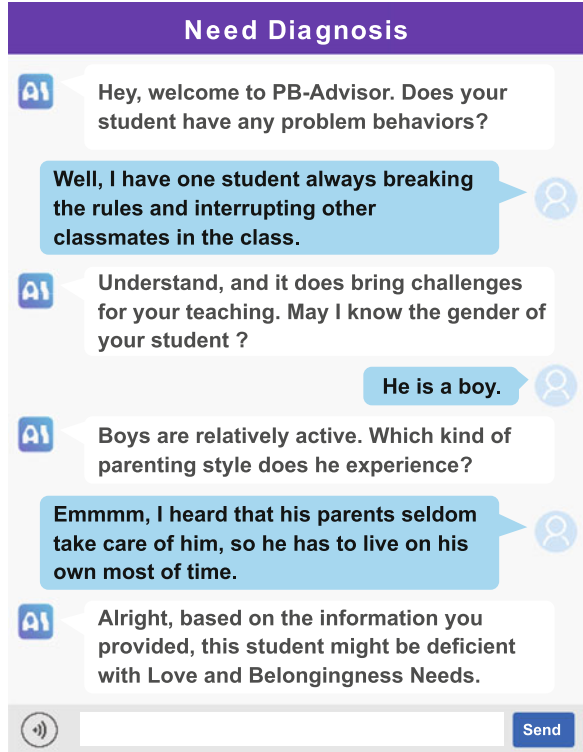 Need Diagnosis
AI
Hey, welcome to PB-Advisor. Does your
student have any problem behaviors?
Well, I have one student always breaking
the rules and interrupting other
classmates in the class.
AI
Understand, and it does bring challenges
for your teaching. May I know the gender of
your student ?
He is a boy.
AI
Boys are relatively active. Which kind of
parenting style does he experience?
Emmmm, I heard that his parents seldom
take care of him, so he has to live on his
own most of time.
AI
Alright, based on the information you
provided, this student might be deficient
with Love and Belongingness Needs.
Send